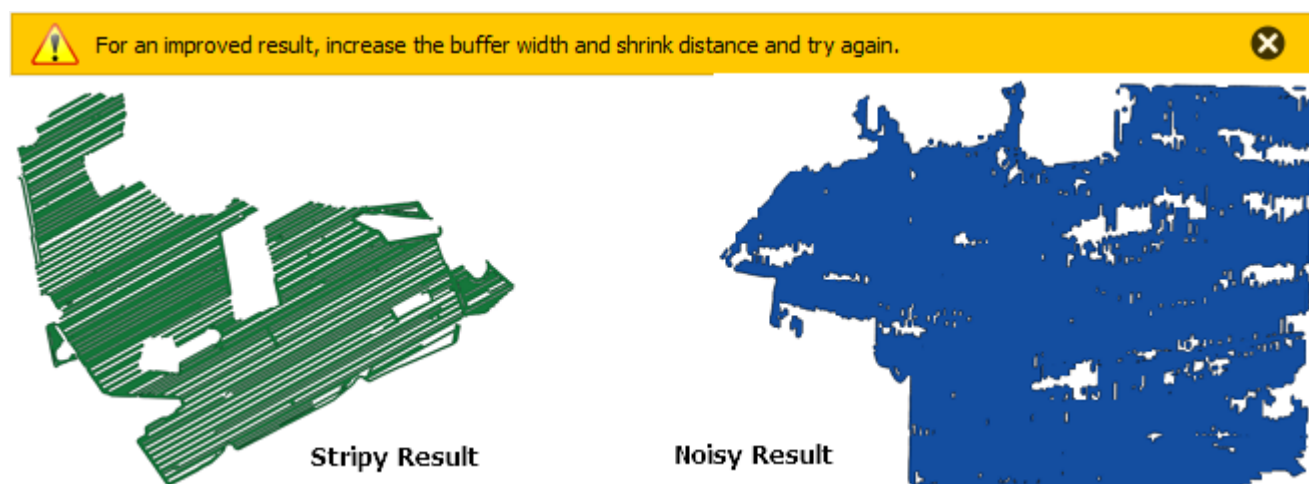 For an improved result, increase the buffer width and shrink distance and try again.
Stripy Result
Noisy Result